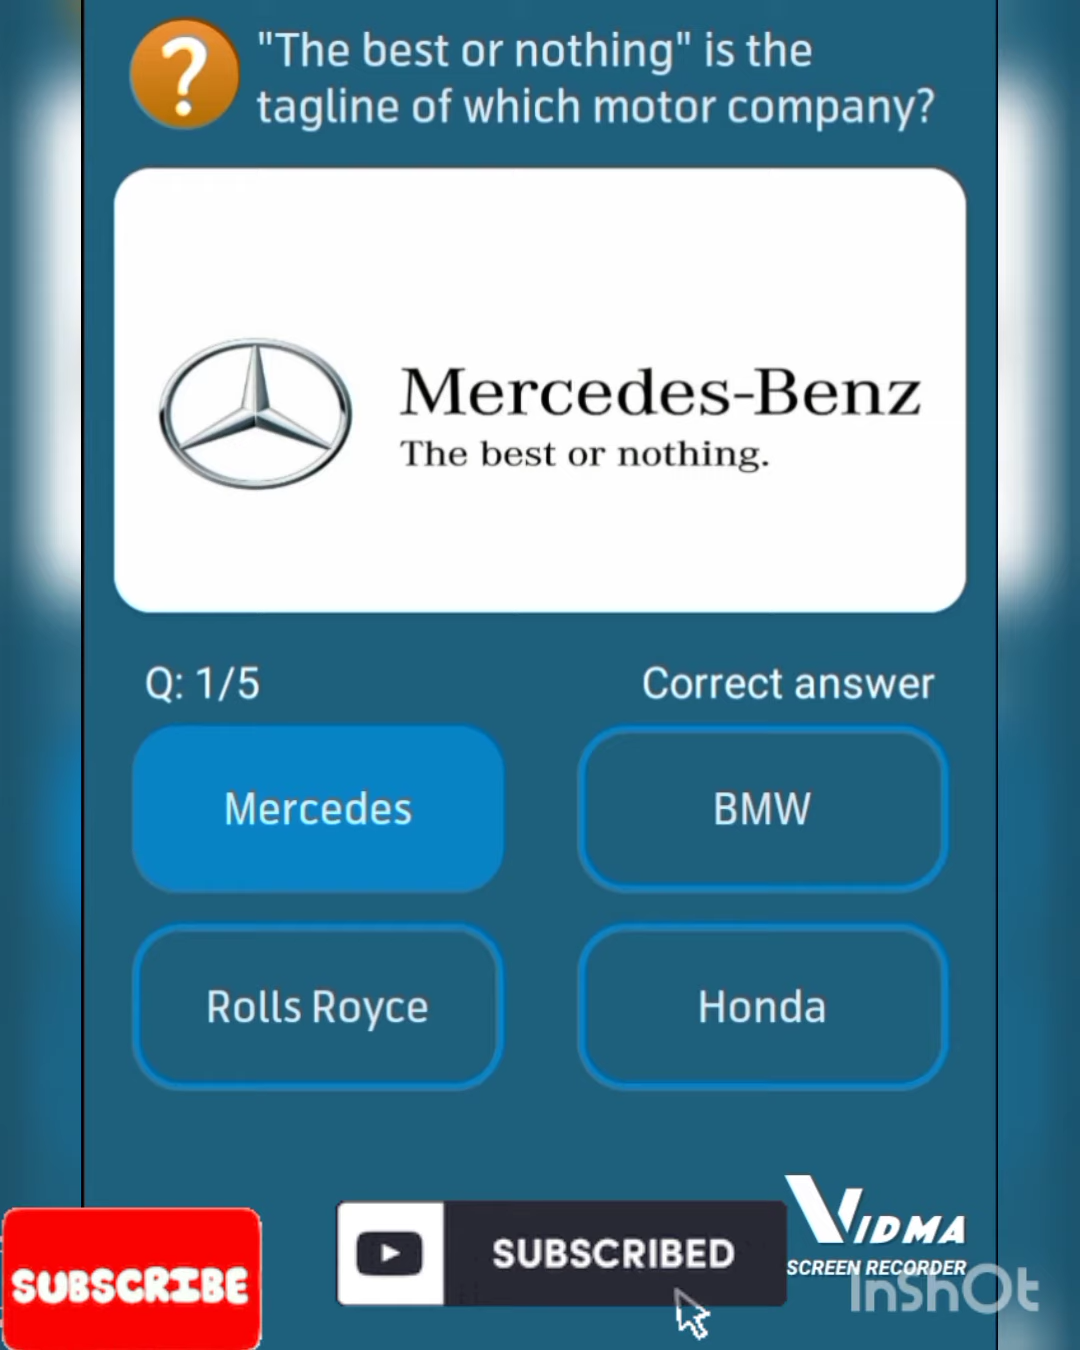 "The best or nothing" is the
tagline of which motor company?
Mercedes-Benz
The best or nothing.
Q: 1/5
Correct answer
Mercedes
BMW
Rolls Royce
Honda
SUBSCRIBE
SUBSCRIBED
VIDMA
SCREEN RECORDER
InShOt